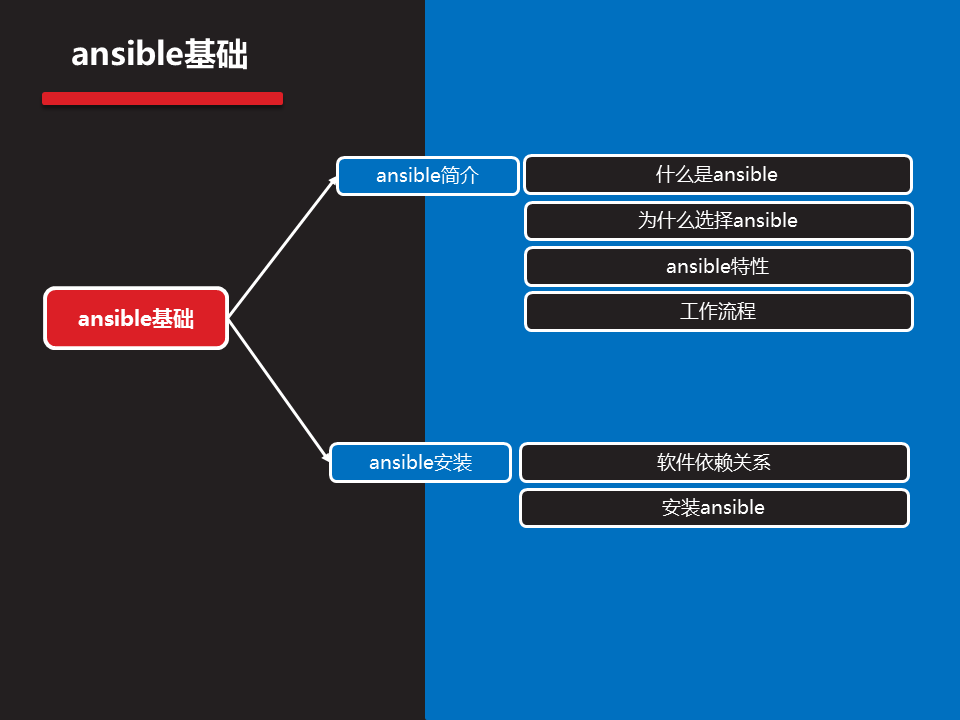 ansible基础
ansible简介
什么是ansible
为什么选择ansible
ansible特性
工作流程
ansible基础
ansible安装
软件依赖关系
安装ansible